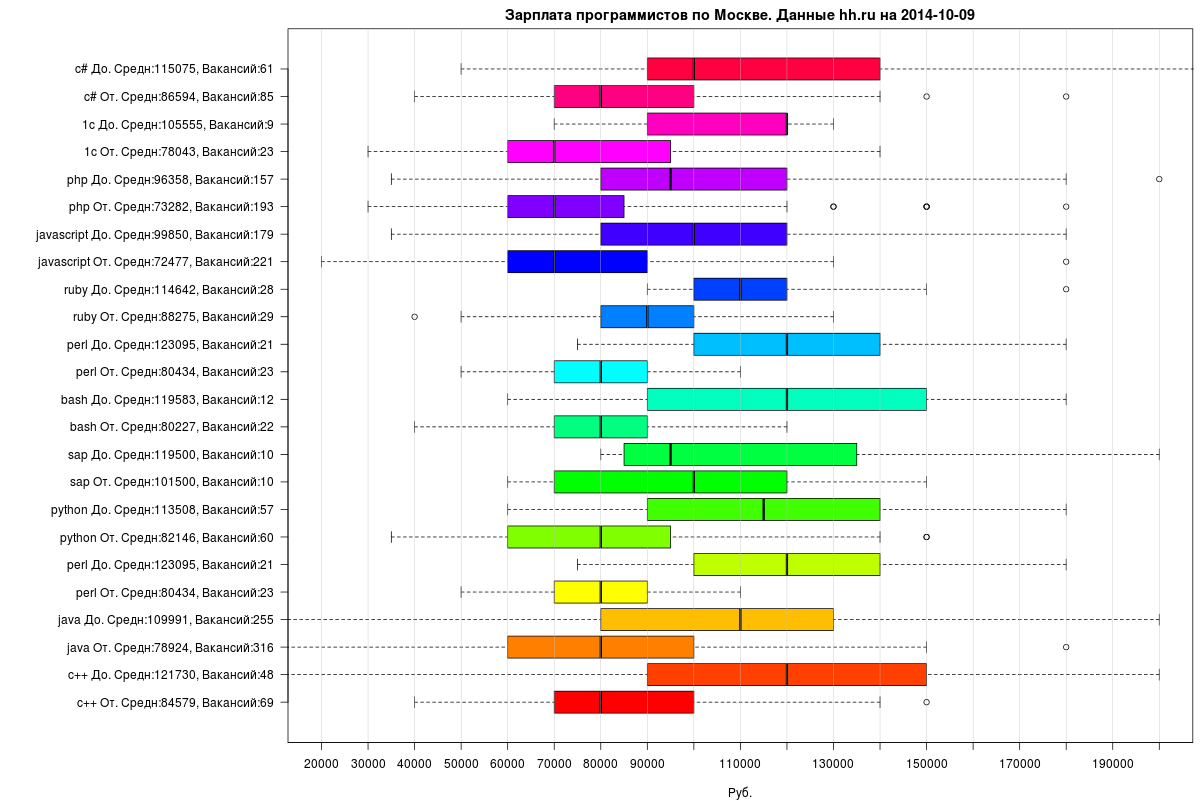 Зарплата программистов по Москве. Данные hh.ru на 2014-10-09
c# До. Средн:115075, Вакансий:61
c# От. Средн:86594, Вакансий:85
1c До. Средн:105555, Вакансий:9
1c От. Средн:78043, Вакансий:23
php До. Средн:96358, Вакансий:157
php От. Средн:73282, Вакансий:193
javascript До. Средн:99850, Вакансий:179
javascript От. Средн:72477, Вакансий:221
ruby До. Средн:114642, Вакансий:28
ruby От. Средн:88275, Вакансий:29
perl До. Средн:123095, Вакансий:21
perl От. Средн:80434, Вакансий:23
bash До. Средн:119583, Вакансий:12
bash От. Средн:80227, Вакансий:22
sap До. Средн:119500, Вакансий:10
sap От. Средн:101500, Вакансий:10
python До. Средн:113508, Вакансий:57
python От. Средн:82146, Вакансий:60
perl До. Средн:123095, Вакансий:21
perl От. Средн:80434, Вакансий:23
java До. Средн:109991, Вакансий:255
java От. Средн:78924, Вакансий:316
c++ До. Средн:121730, Вакансий:48
c++ От. Средн:84579, Вакансий:69
20000 30000 40000 50000 60000 70000 80000 90000 110000 130000 150000 170000 190000
Руб.